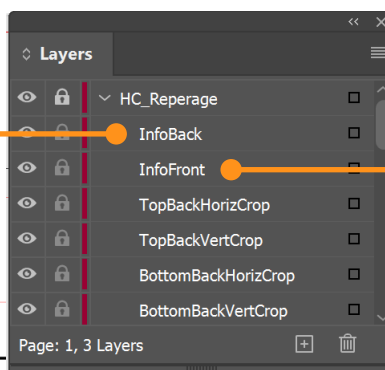 Layers
HC_Reperage
InfoBack
InfoFront
TopBackHorizCrop
TopBackVertCrop
BottomBackHorizCrop
BottomBackVertCrop
Page: 1, 3 Layers